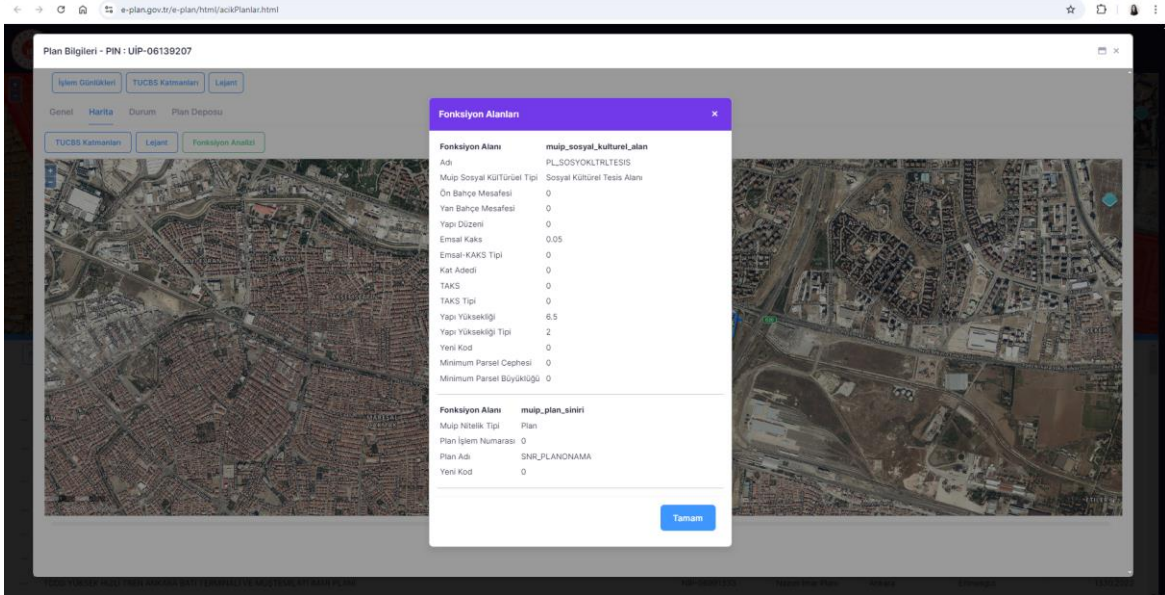 e-plan.gov.tr/e-plan/html/acikPlanlar.html
Plan Bilgileri - PIN : UİP-06139207
İşlem Günlükleri TUCBS Katmanları Lejant
Genel Harita Durum Plan Deposu
TUCBS Katmanları Lejant Fonksiyon Analizi
Fonksiyon Alanları
Fonksiyon Alanı muip_sosyal_kulturel_alan
Adı PL_SOSYOKLTRLTESIS
Muip Sosyal KülTürüel Tipi Sosyal Kültürel Tesis Alanı
Ön Bahçe Mesafesi 0
Yan Bahçe Mesafesi 0
Yapı Düzeni 0
Emsal Kaks 0.05
Emsal-KAKS Tipi 0
Kat Adedi 0
TAKS 0
TAKS Tipi 0
Yapı Yüksekliği 6.5
Yapı Yüksekliği Tipi 2
Yeni Kod 0
Minimum Parsel Cephesi 0
Minimum Parsel Büyüklüğü 0
Fonksiyon Alanı muip_plan_siniri
Muip Nitelik Tipi Plan
Plan İşlem Numarası 0
Plan Adı SNR_PLANONAMA
Yeni Kod 0
Tamam